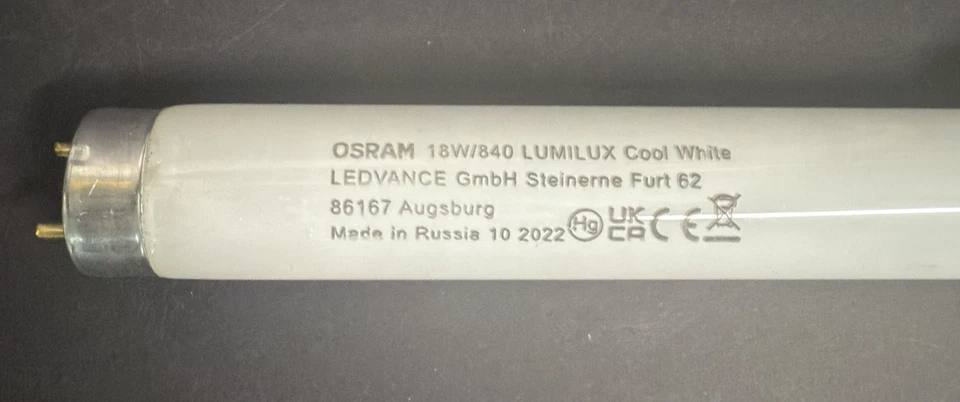 OSRAM 18W/840 LUMILUX Cool White
LEDVANCE GmbH Steinerne Furt 62
86167 Augsburg
Made in Russia 10 2022 Hg UK CA CE